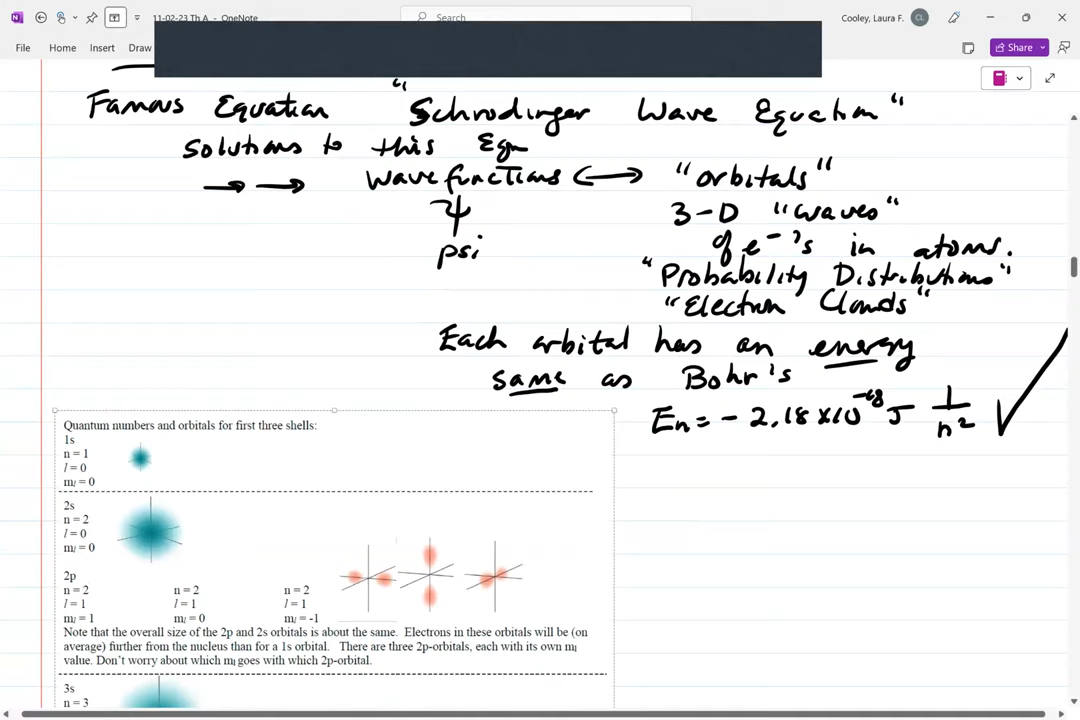 11-02-23 Th A - OneNote
Search
Cooley, Laura F.
CL
File Home Insert Draw
Share
Famous Equation "Schrodinger Wave Equation"
solutions to this Eqn
→ → wavefunctions ↔ "orbitals"
ψ 3-D "waves"
psi of e⁻'s in atoms.
"Probability Distributions"
"Electron Clouds"
Each orbital has an energy
same as Bohr's
En = - 2.18 x10⁻¹⁸ J 1/n² ✓
Quantum numbers and orbitals for first three shells:
1s
n = 1
l = 0
mₗ = 0
2s
n = 2
l = 0
mₗ = 0
2p
n = 2 n = 2 n = 2
l = 1 l = 1 l = 1
mₗ = 1 mₗ = 0 mₗ = -1
Note that the overall size of the 2p and 2s orbitals is about the same. Electrons in these orbitals will be (on
average) further from the nucleus than for a 1s orbital. There are three 2p-orbitals, each with its own mₗ
value. Don't worry about which mₗ goes with which 2p-orbital.
3s
n = 3